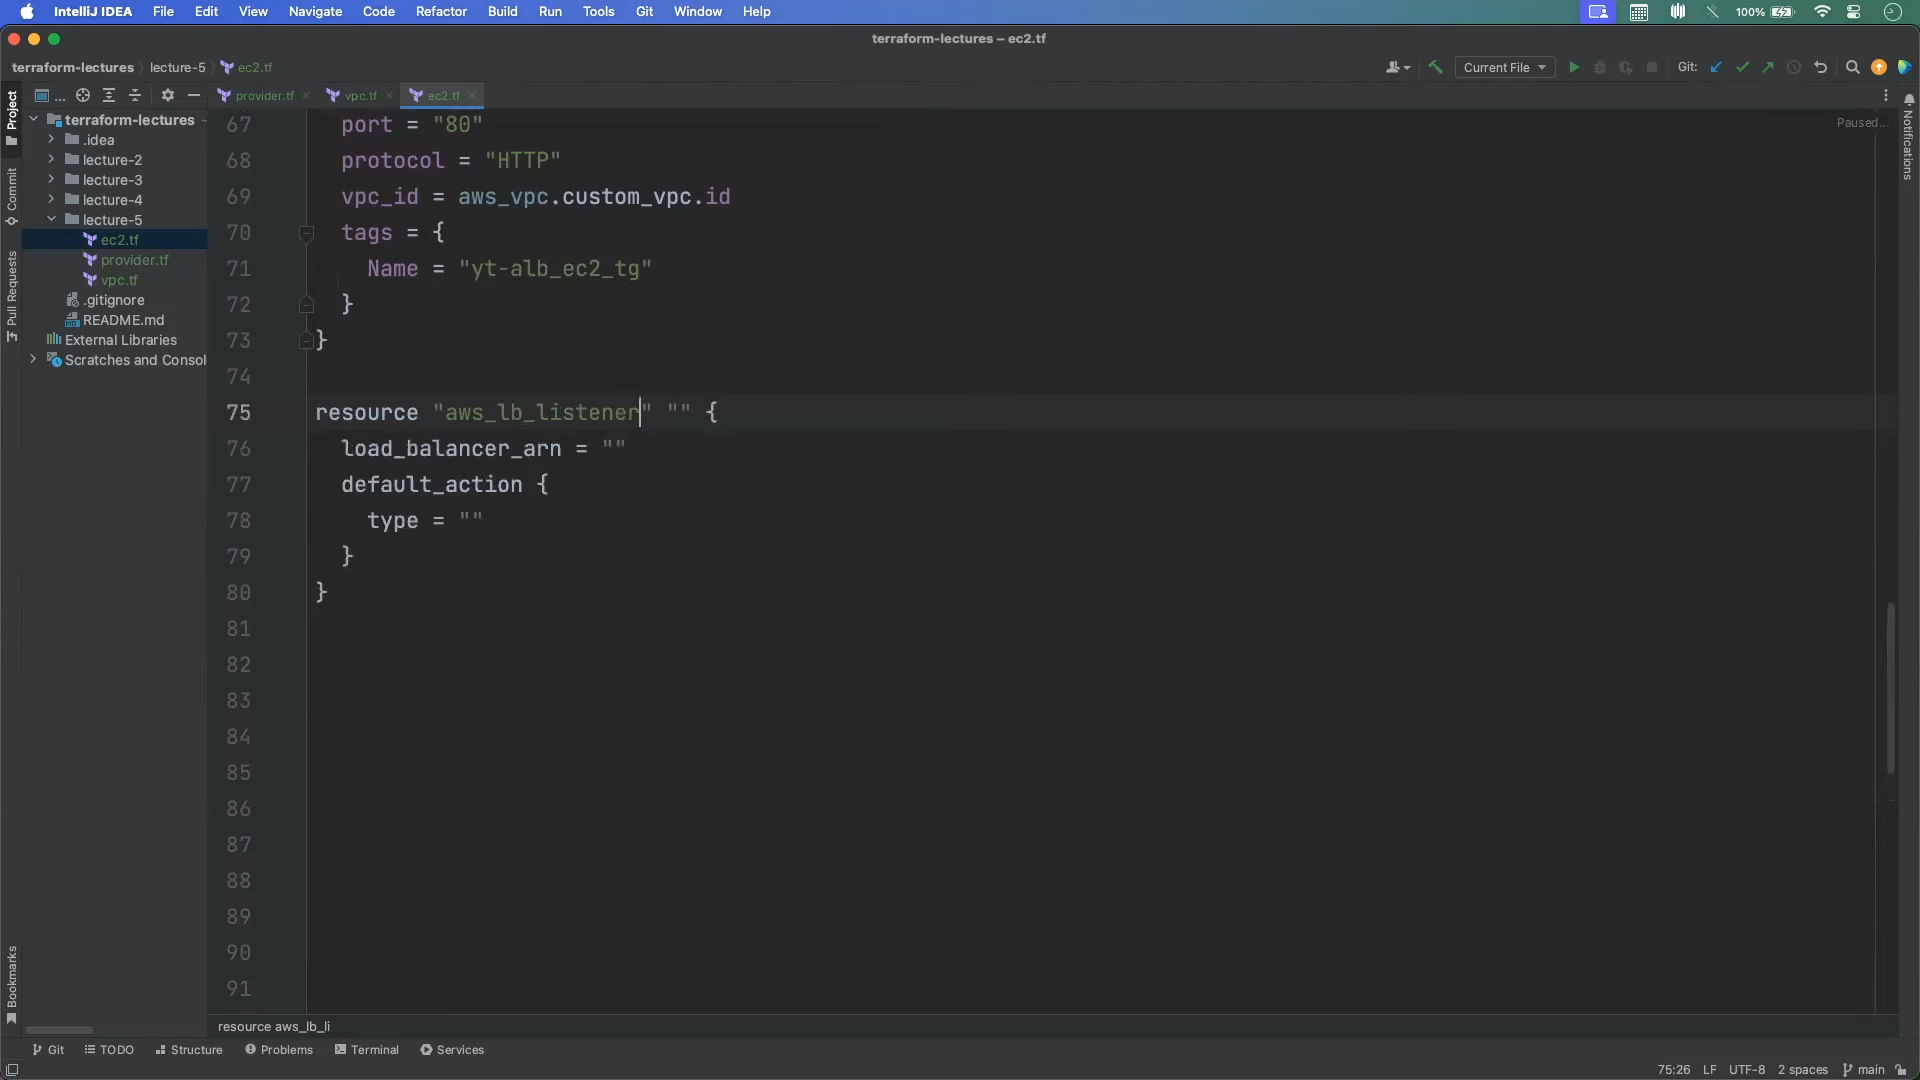 IntelliJ IDEA File Edit View Navigate Code Refactor Build Run Tools Git Window Help 100%
terraform-lectures – ec2.tf
terraform-lectures lecture-5 ec2.tf Current File Git:
... provider.tf vpc.tf ec2.tf
Project
Commit
Pull Requests
Bookmarks
Notifications
terraform-lectures
.idea
lecture-2
lecture-3
lecture-4
lecture-5
ec2.tf
provider.tf
vpc.tf
.gitignore
README.md
External Libraries
Scratches and Consol
Paused...
67 port = "80"
68 protocol = "HTTP"
69 vpc_id = aws_vpc.custom_vpc.id
70 tags = {
71 Name = "yt-alb_ec2_tg"
72 }
73 }
74
75 resource "aws_lb_listener" "" {
76 load_balancer_arn = ""
77 default_action {
78 type = ""
79 }
80 }
81
82
83
84
85
86
87
88
89
90
91
resource aws_lb_li
Git TODO Structure Problems Terminal Services
75:26 LF UTF-8 2 spaces main